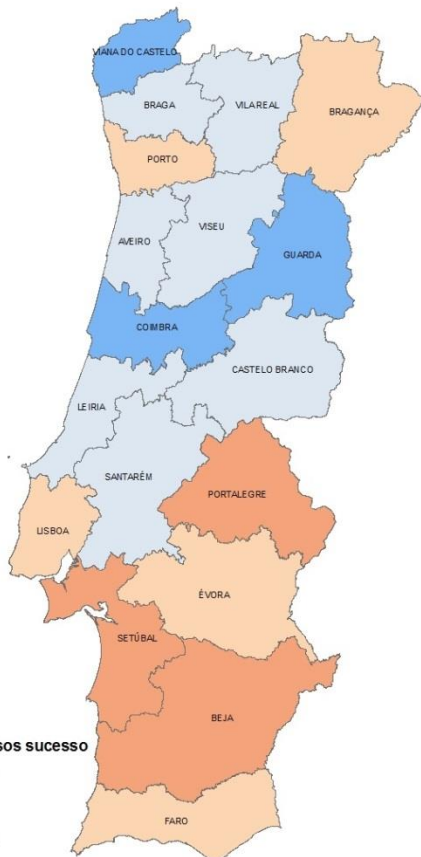 VIANA DO CASTELO
BRAGA
VILA REAL
BRAGANÇA
PORTO
AVEIRO
VISEU
GUARDA
COIMBRA
CASTELO BRANCO
LEIRIA
SANTARÉM
PORTALEGRE
LISBOA
ÉVORA
SETÚBAL
BEJA
sos sucesso
FARO